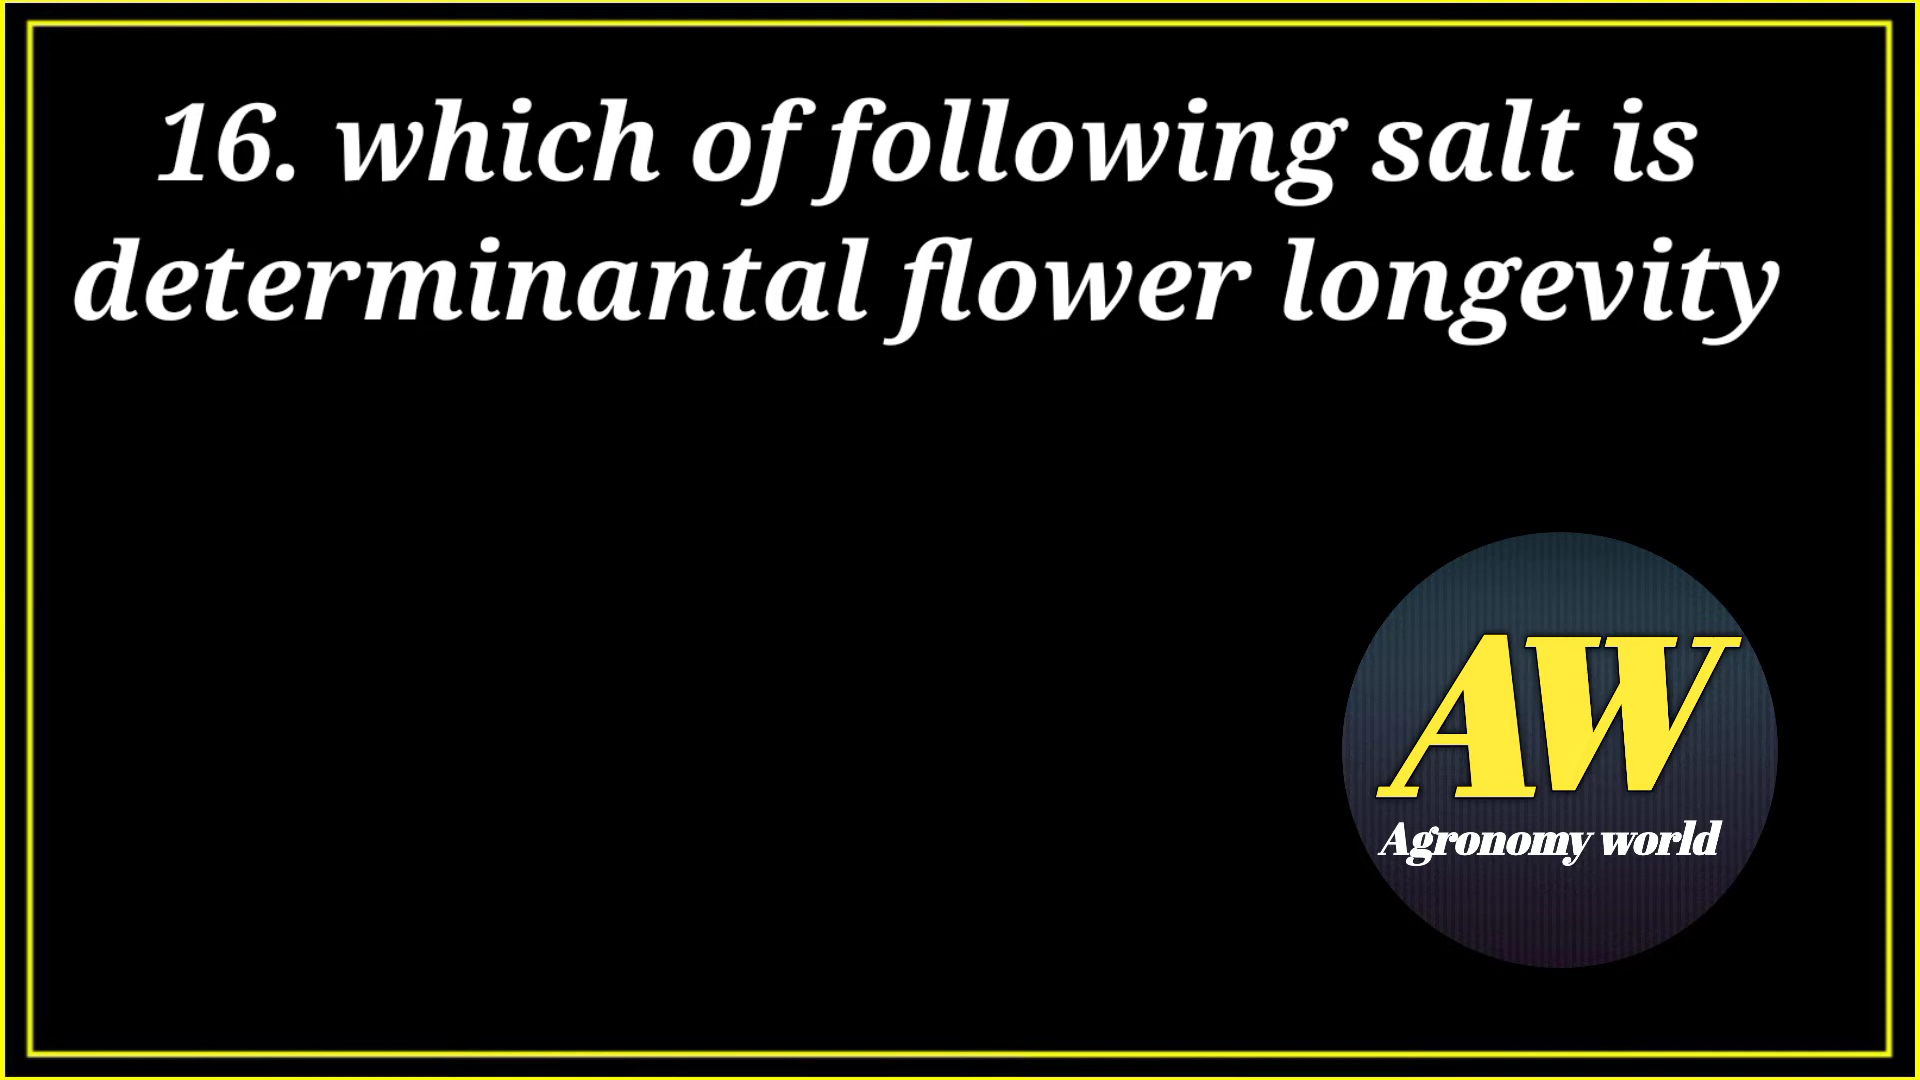 16. which of following salt is
determinantal flower longevity
AW
Agronomy world